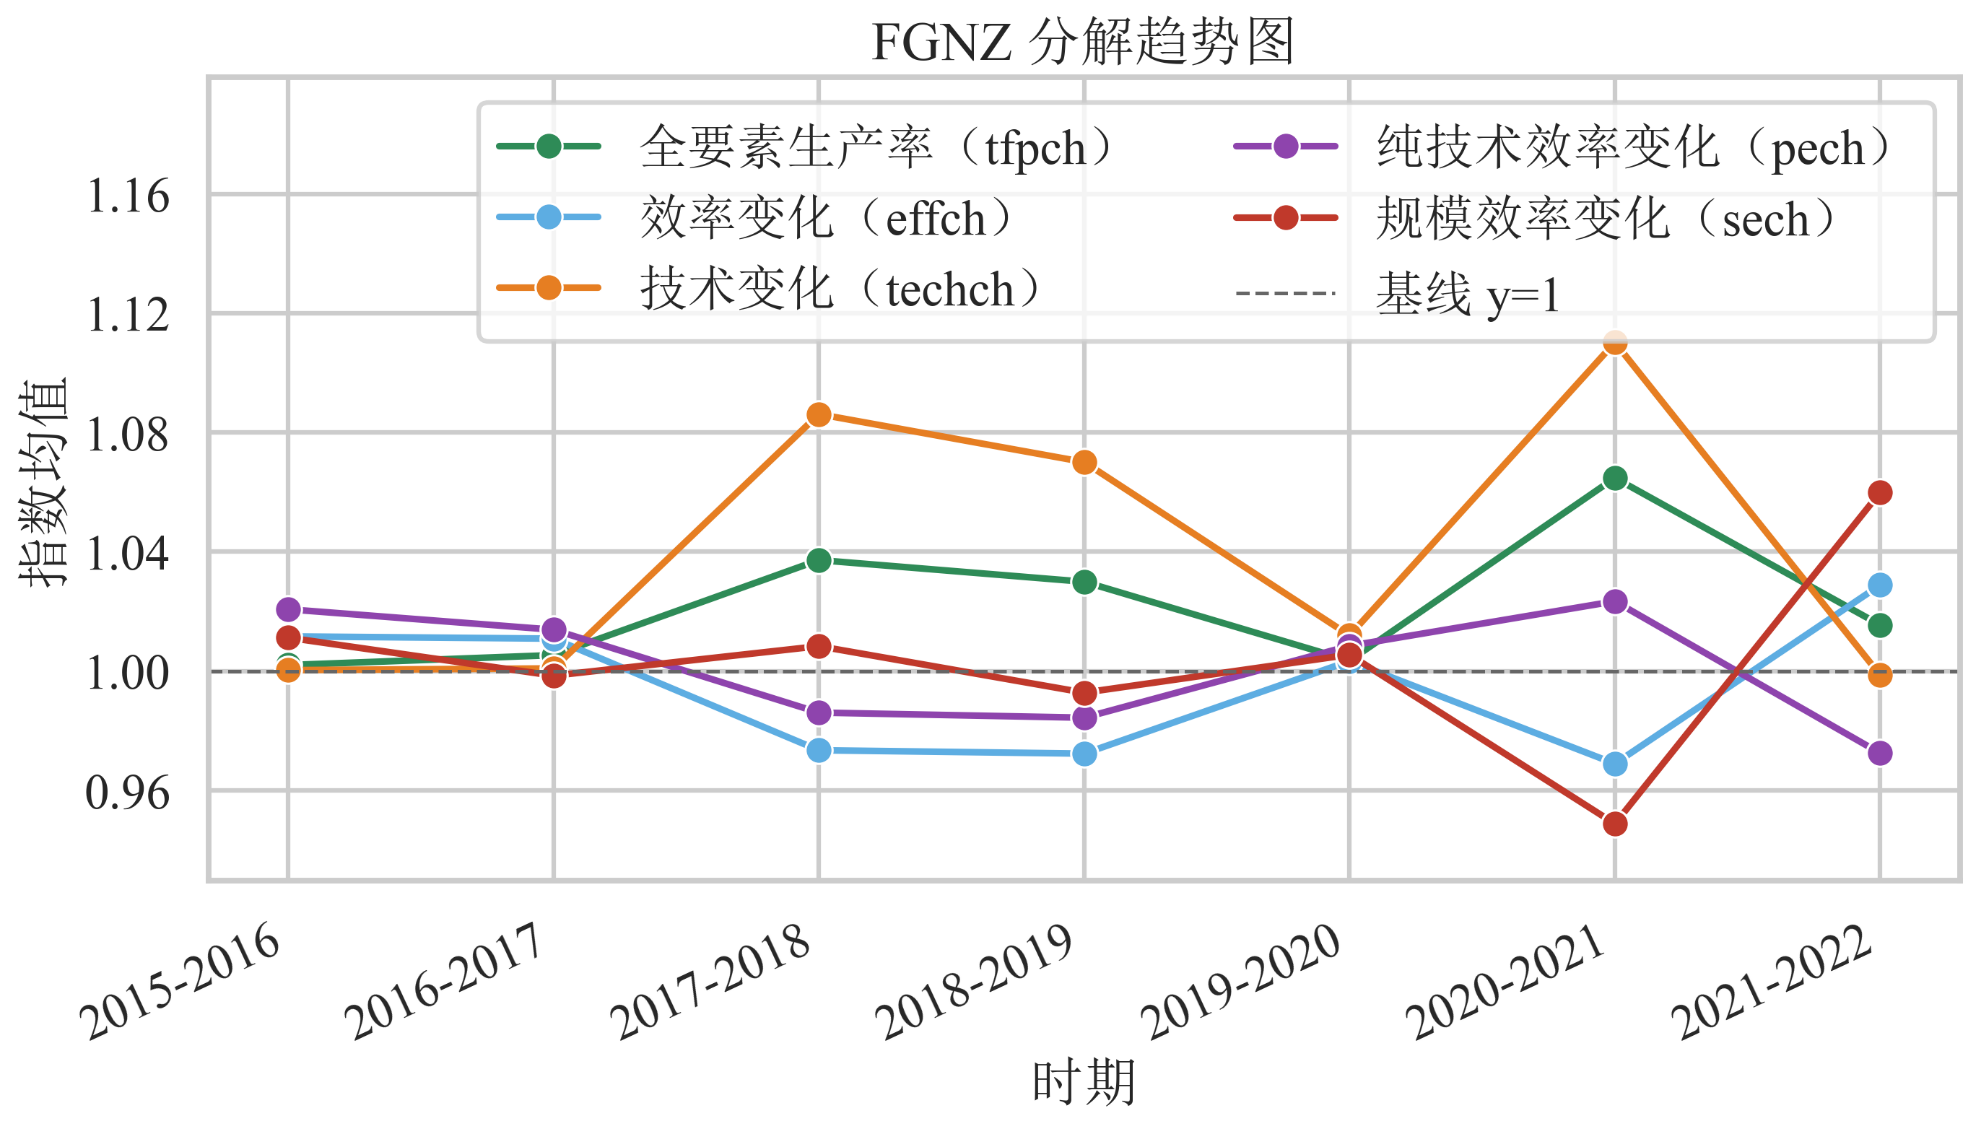 FGNZ 分解趋势图
全要素生产率（tfpch）
效率变化（effch）
技术变化（techch）
纯技术效率变化（pech）
规模效率变化（sech）
基线 y=1
指数均值
1.16
1.12
1.08
1.04
1.00
0.96
2015-2016
2016-2017
2017-2018
2018-2019
2019-2020
2020-2021
2021-2022
时期